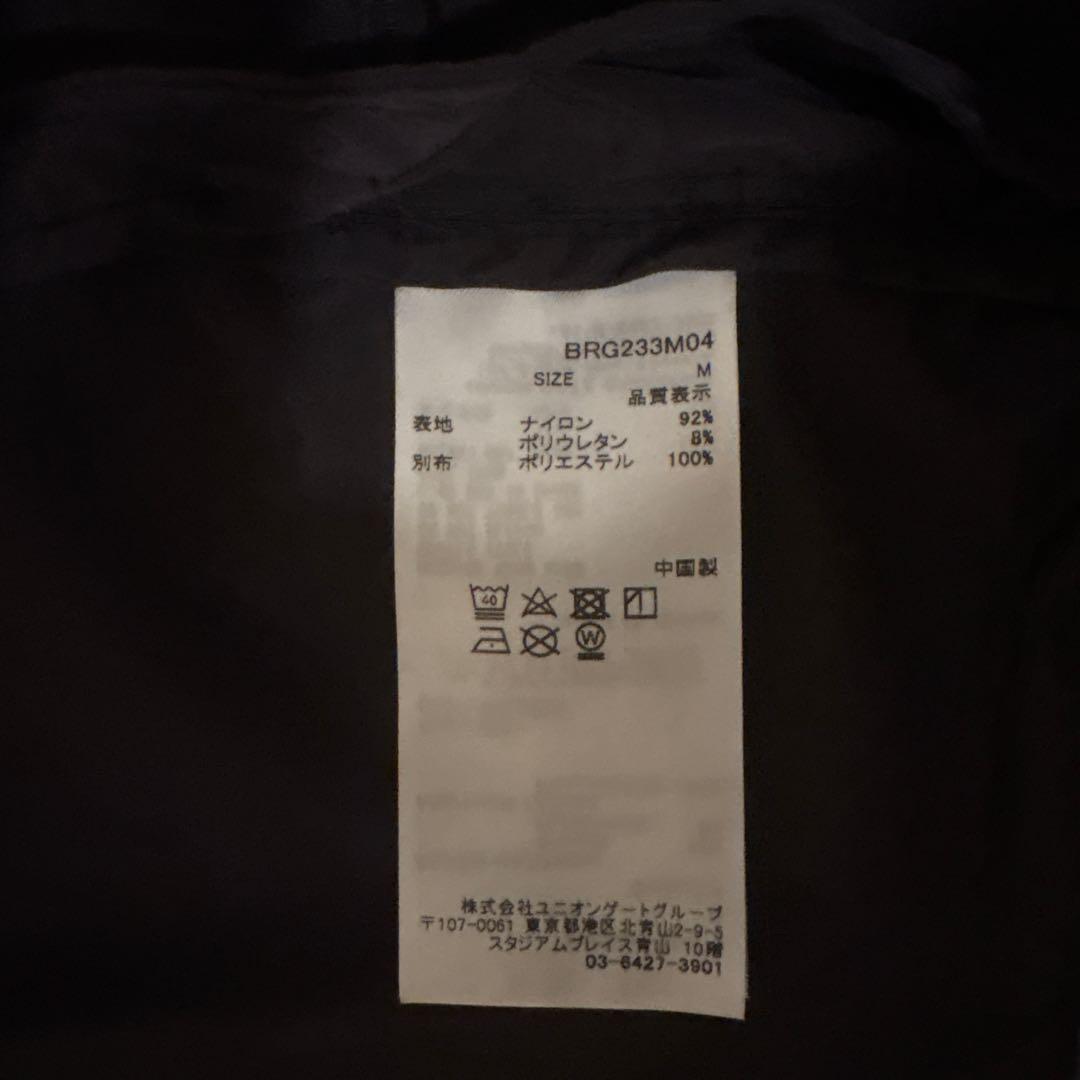 BRG233M04
SIZE M
品質表示
表地 ナイロン 92%
ポリウレタン 8%
別布 ポリエステル 100%
中国製
40
W
株式会社ユニオンゲートグループ
〒107-0061 東京都港区北青山2-9-5
スタジアムプレイス青山 10階
03-6427-3901